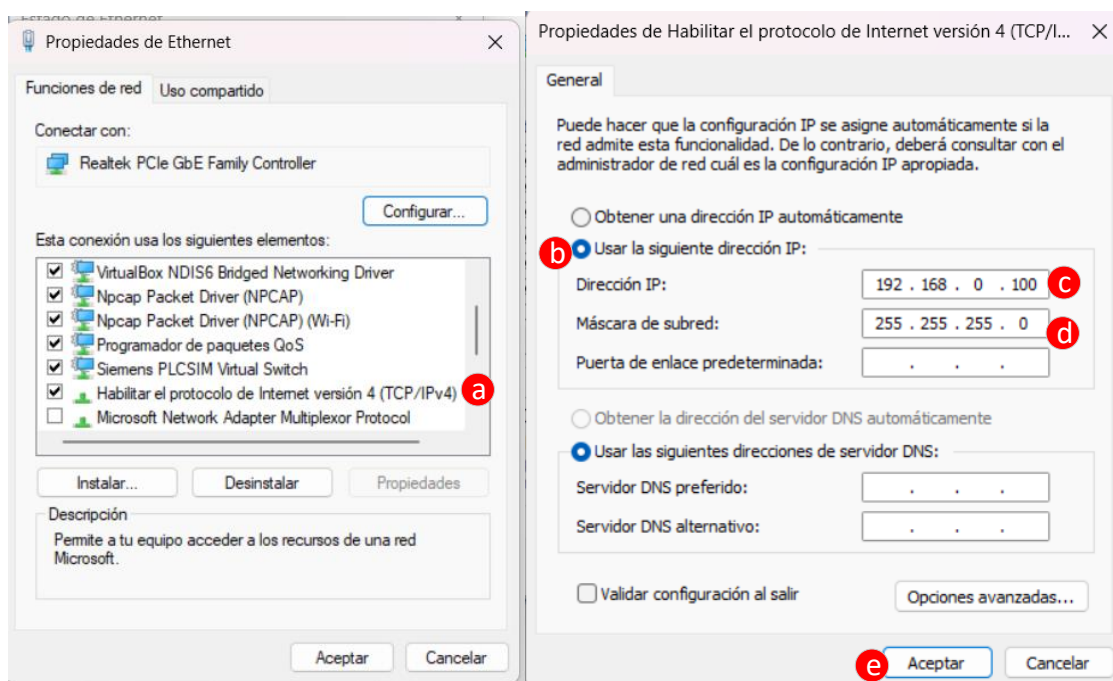 Estado de Ethernet
Propiedades de Ethernet
Funciones de red
Uso compartido
Conectar con:
Realtek PCIe GbE Family Controller
Configurar...
Esta conexión usa los siguientes elementos:
VirtualBox NDIS6 Bridged Networking Driver
Npcap Packet Driver (NPCAP)
Npcap Packet Driver (NPCAP) (Wi-Fi)
Programador de paquetes QoS
Siemens PLCSIM Virtual Switch
Habilitar el protocolo de Internet versión 4 (TCP/IPv4) a
Microsoft Network Adapter Multiplexor Protocol
Instalar...
Desinstalar
Propiedades
Descripción
Permite a tu equipo acceder a los recursos de una red
Microsoft.
Aceptar
Cancelar
Propiedades de Habilitar el protocolo de Internet versión 4 (TCP/I...
General
Puede hacer que la configuración IP se asigne automáticamente si la
red admite esta funcionalidad. De lo contrario, deberá consultar con el
administrador de red cuál es la configuración IP apropiada.
Obtener una dirección IP automáticamente
b Usar la siguiente dirección IP:
Dirección IP: 192 . 168 . 0 . 100 c
Máscara de subred: 255 . 255 . 255 . 0 d
Puerta de enlace predeterminada: . . .
Obtener la dirección del servidor DNS automáticamente
Usar las siguientes direcciones de servidor DNS:
Servidor DNS preferido: . . .
Servidor DNS alternativo: . . .
Validar configuración al salir
Opciones avanzadas...
e Aceptar
Cancelar